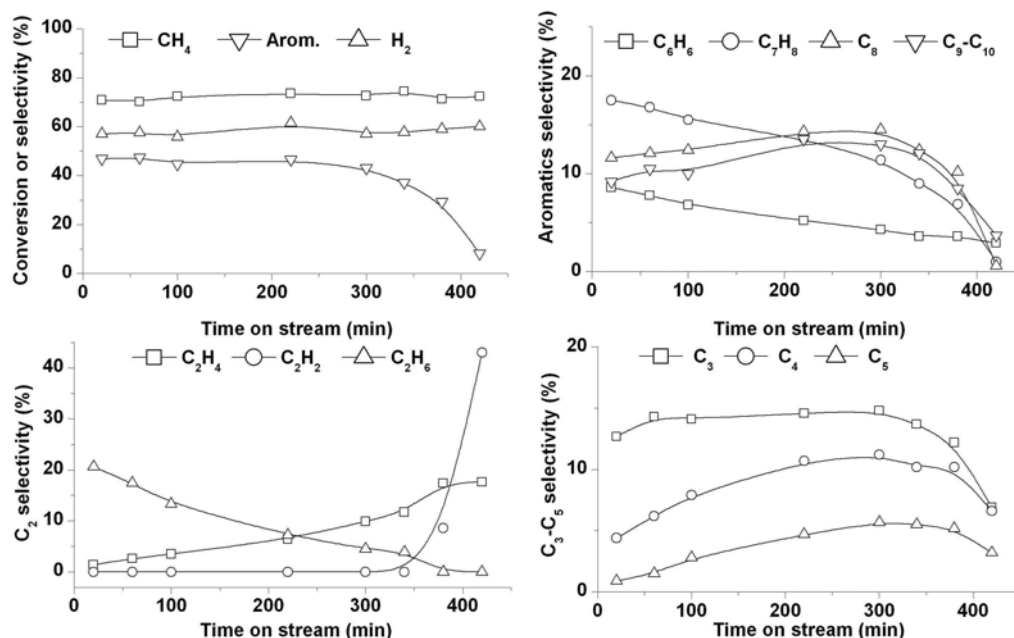 CH₄ Arom. H₂
Conversion or selectivity (%)
100
80
60
40
20
0
0 100 200 300 400
Time on stream (min)
C₆H₆ C₇H₈ C₈ C₉-C₁₀
Aromatics selectivity (%)
20
10
0
0 100 200 300 400
Time on stream (min)
C₂H₄ C₂H₂ C₂H₆
C₂ selectivity (%)
40
30
20
10
0
0 100 200 300 400
Time on stream (min)
C₃ C₄ C₅
C₃-C₅ selectivity (%)
20
10
0
0 100 200 300 400
Time on stream (min)